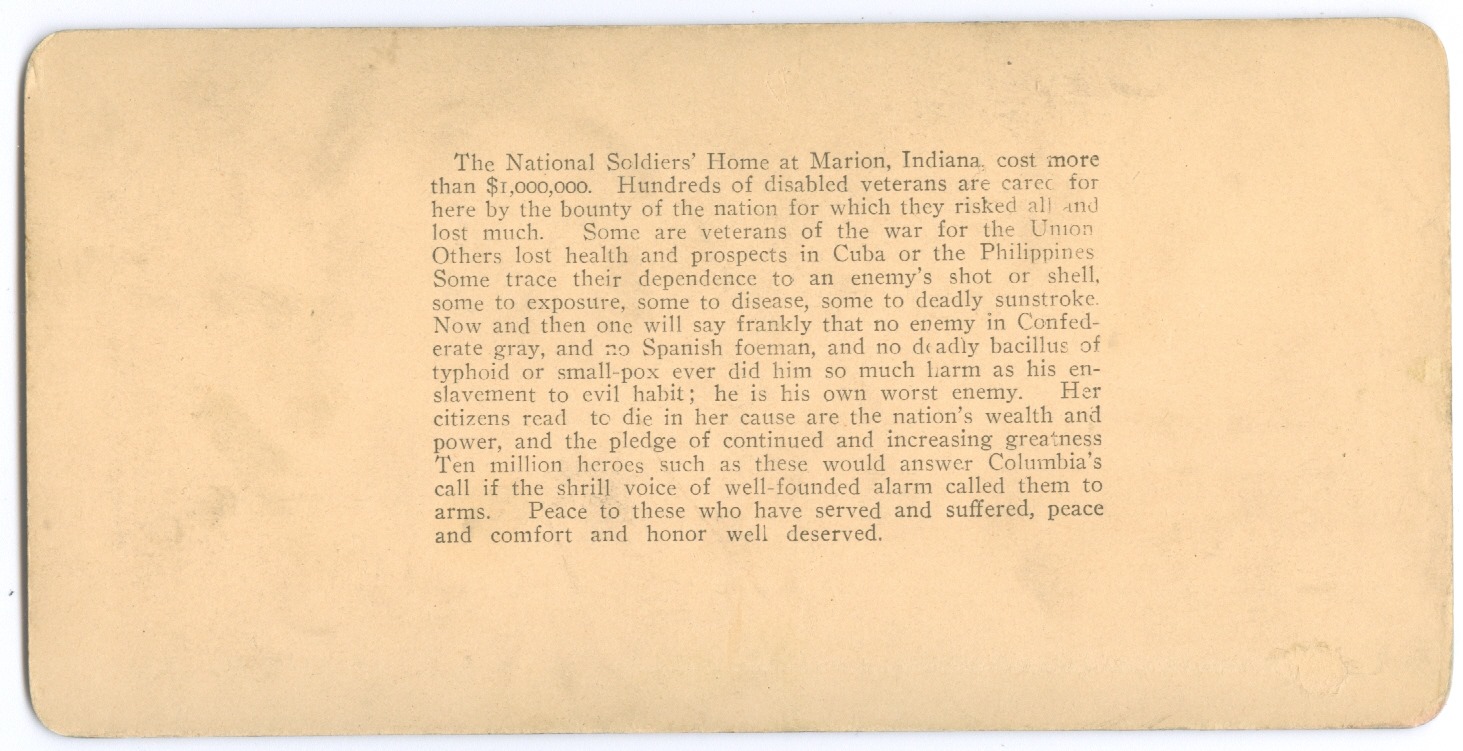 The National Soldiers' Home at Marion, Indiana, cost more
than $1,000,000. Hundreds of disabled veterans are cared for
here by the bounty of the nation for which they risked all and
lost much. Some are veterans of the war for the Union
Others lost health and prospects in Cuba or the Philippines
Some trace their dependence to an enemy's shot or shell,
some to exposure, some to disease, some to deadly sunstroke.
Now and then one will say frankly that no enemy in Confed-
erate gray, and no Spanish foeman, and no deadly bacillus of
typhoid or small-pox ever did him so much harm as his en-
slavement to evil habit; he is his own worst enemy. Her
citizens read to die in her cause are the nation's wealth and
power, and the pledge of continued and increasing greatness
Ten million heroes such as these would answer Columbia's
call if the shrill voice of well-founded alarm called them to
arms. Peace to these who have served and suffered, peace
and comfort and honor well deserved.